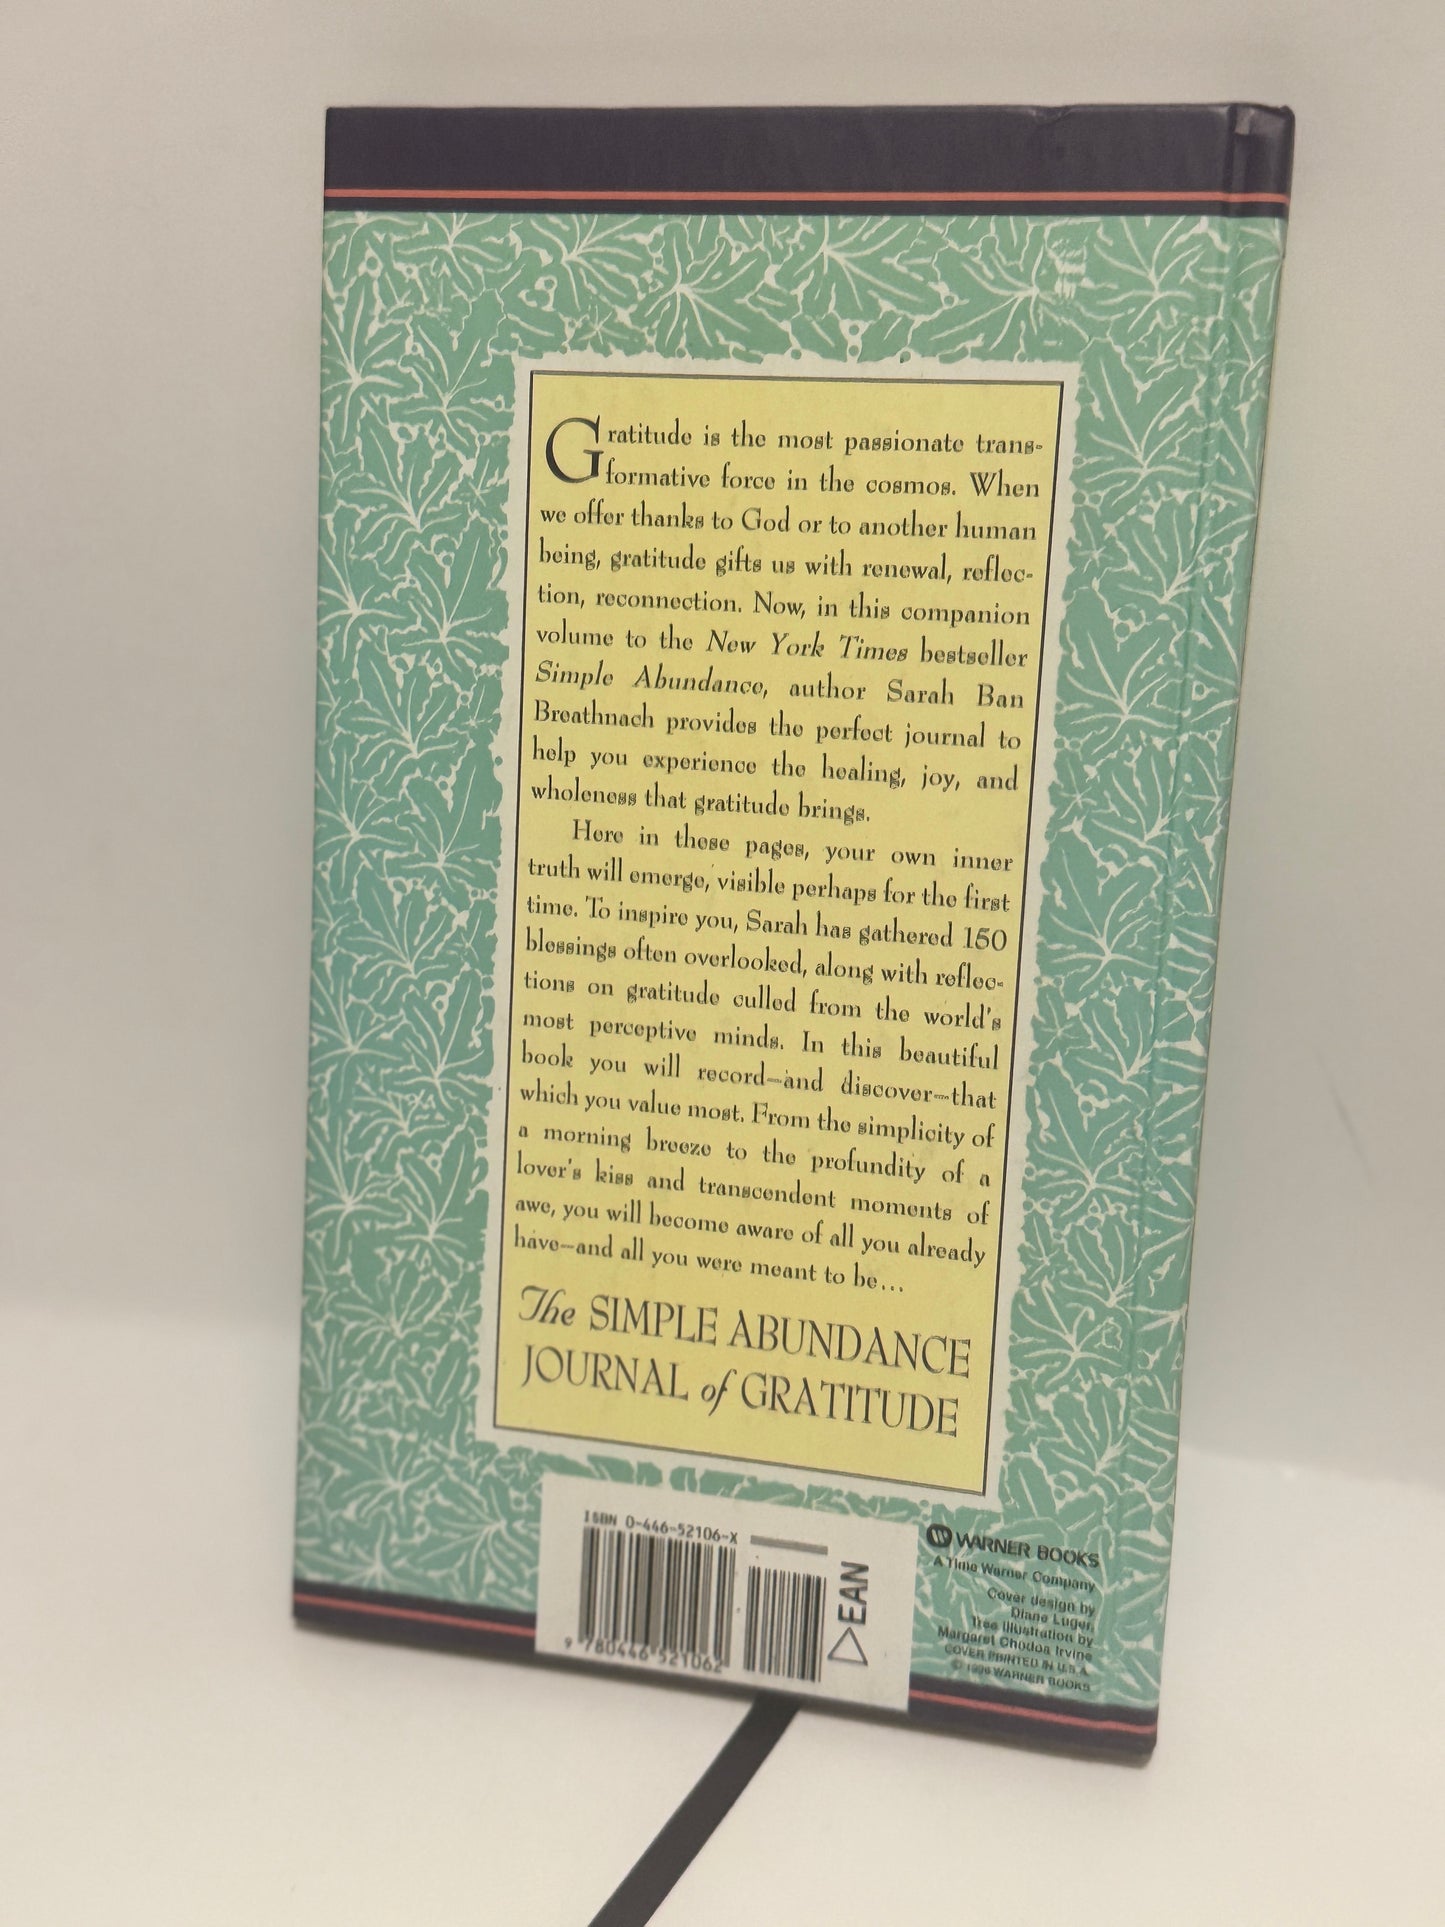 Gratitude is the most passionate trans-
formative force in the cosmos. When
we offer thanks to God or to another human
being, gratitude gifts us with renewal, reflec-
tion, reconnection. Now, in this companion
volume to the New York Times bestseller
Simple Abundance, author Sarah Ban
Breathnach provides the perfect journal to
help you experience the healing, joy, and
wholeness that gratitude brings.
Here in these pages, your own inner
truth will emerge, visible perhaps for the first
time. To inspire you, Sarah has gathered 150
blessings often overlooked, along with reflec-
tions on gratitude culled from the world's
most perceptive minds. In this beautiful
book you will record—and discover—that
which you value most. From the simplicity of
a morning breeze to the profundity of a
lover's kiss and transcendent moments of
awe, you will become aware of all you already
have—and all you were meant to be...
The SIMPLE ABUNDANCE
JOURNAL of GRATITUDE
ISBN 0-446-52106-X
EAN
9 780446 521062
W WARNER BOOKS
A Time Warner Company
Cover design by
Diane Luger,
Tree illustration by
Margaret Chodos Irvine
COVER PRINTED IN U.S.A.
© 1996 WARNER BOOKS